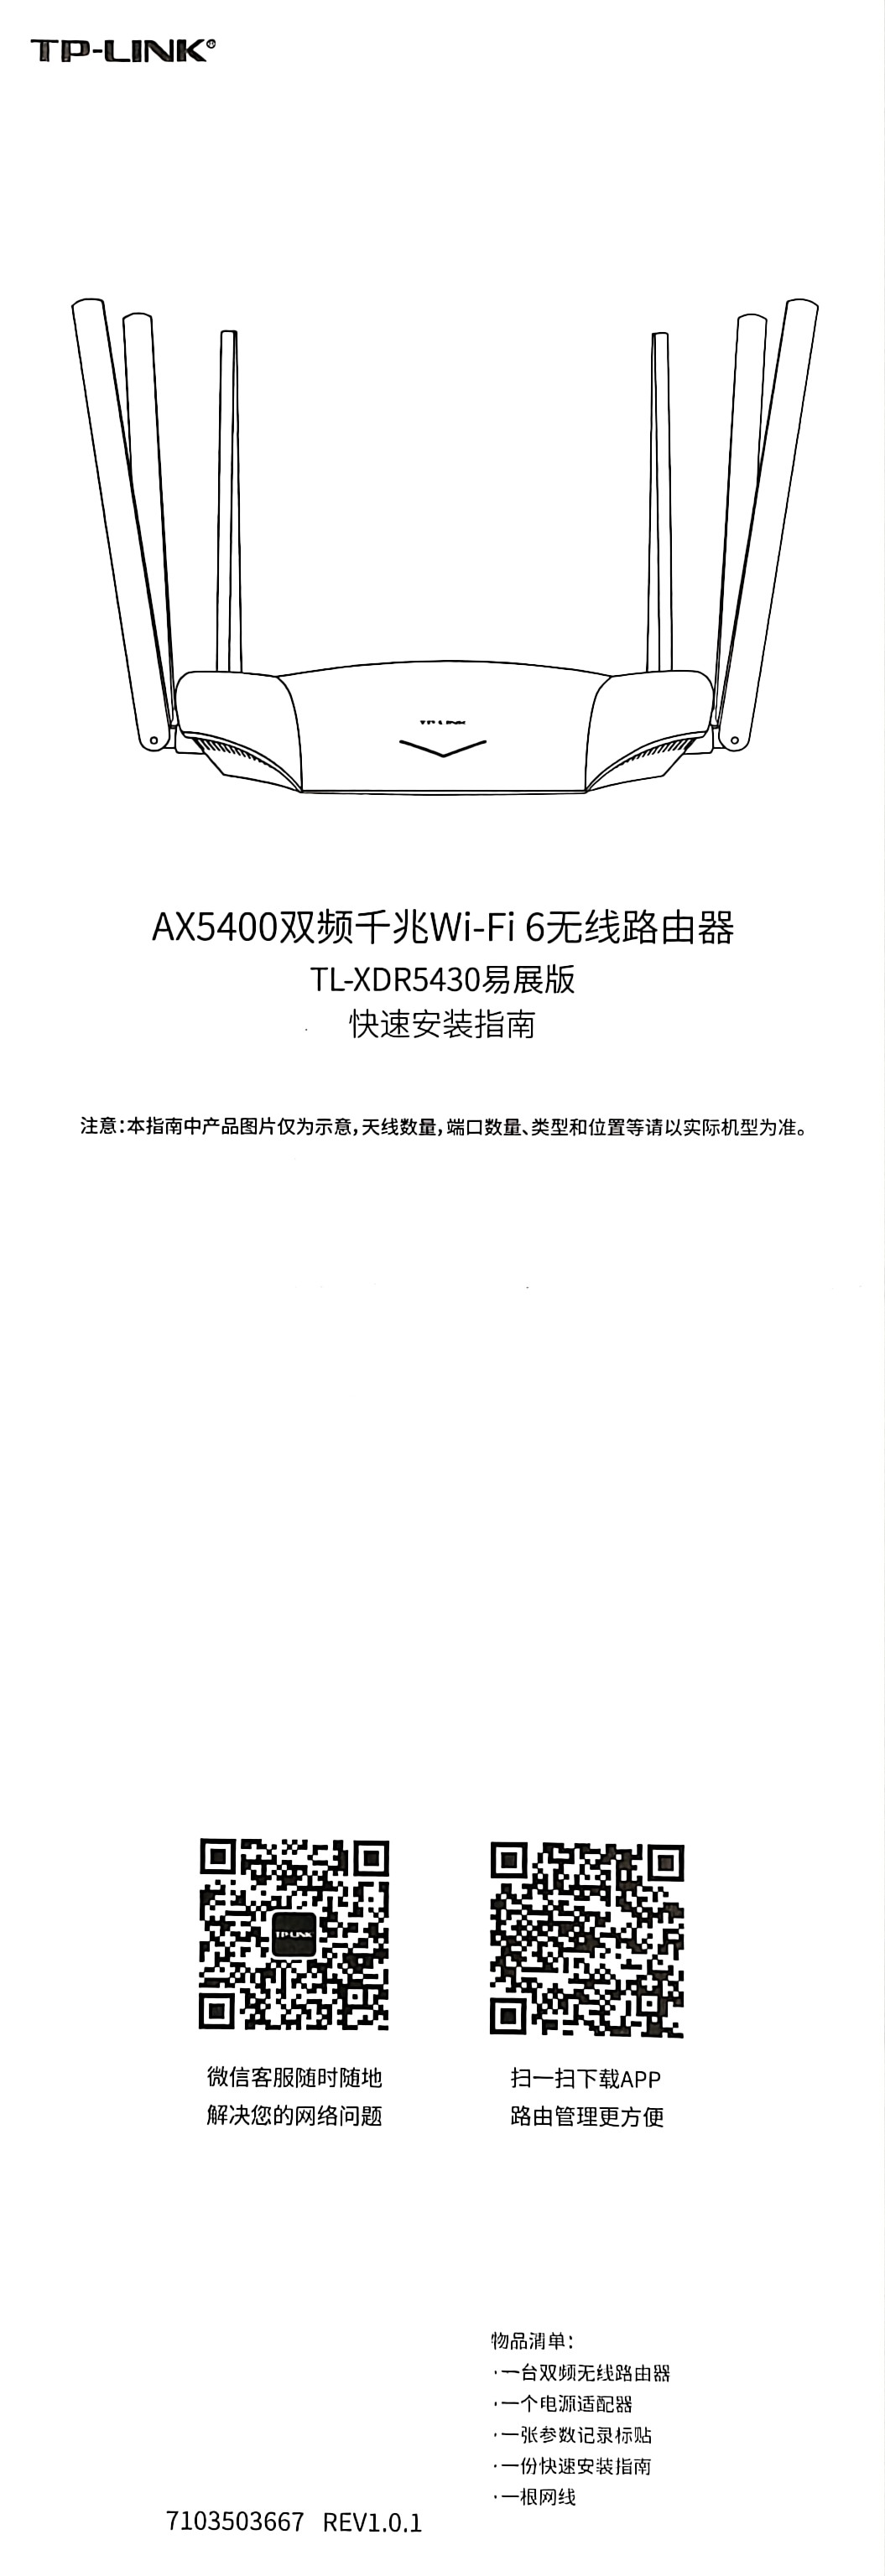 TP-LINK®
TP-LINK
AX5400双频千兆Wi-Fi 6无线路由器
TL-XDR5430易展版
快速安装指南
注意:本指南中产品图片仅为示意,天线数量,端口数量、类型和位置等请以实际机型为准。
TP-LINK
微信客服随时随地
解决您的网络问题
扫一扫下载APP
路由管理更方便
物品清单:
·一台双频无线路由器
·一个电源适配器
·一张参数记录标贴
·一份快速安装指南
·一根网线
7103503667 REV1.0.1